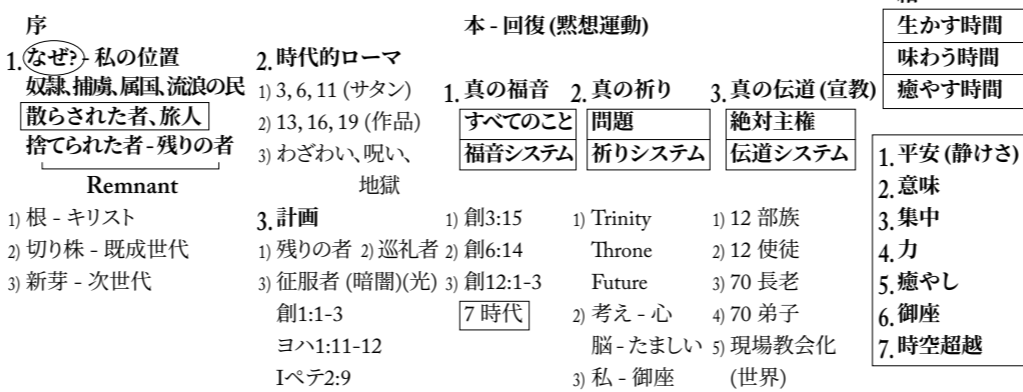 序
1. なぜ? - 私の位置
奴隷、捕虜、属国、流浪の民
散らされた者、旅人
捨てられた者 - 残りの者
Remnant
1) 根 - キリスト
2) 切り株 - 既成世代
3) 新芽 - 次世代
2. 時代的ローマ
1) 3, 6, 11 (サタン)
2) 13, 16, 19 (作品)
3) わざわい、呪い、
地獄
3. 計画
1) 残りの者 2) 巡礼者
3) 征服者 (暗闇)(光)
創1:1-3
ヨハ1:11-12
Iペテ2:9
本 - 回復 (黙想運動)
1. 真の福音
すべてのこと
福音システム
1) 創3:15
2) 創6:14
3) 創12:1-3
7 時代
2. 真の祈り
問題
祈りシステム
1) Trinity
Throne
Future
2) 考え - 心
脳 - たましい
3) 私 - 御座
3. 真の伝道 (宣教)
絶対主権
伝道システム
1) 12 部族
2) 12 使徒
3) 70 長老
4) 70 弟子
5) 現場教会化
(世界)
生かす時間
味わう時間
癒やす時間
1. 平安 (静けさ)
2. 意味
3. 集中
4. 力
5. 癒やし
6. 御座
7. 時空超越